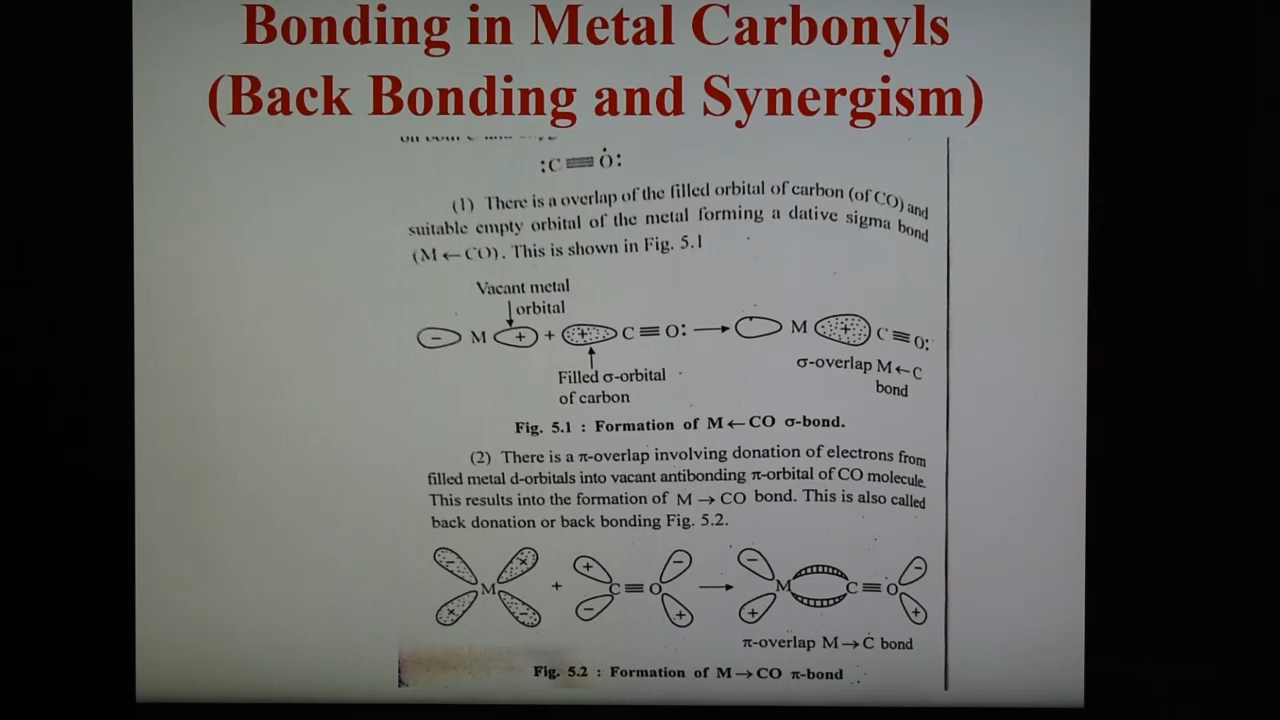 Bonding in Metal Carbonyls
(Back Bonding and Synergism)
:C≡O:
(1) There is a overlap of the filled orbital of carbon (of CO) and
suitable empty orbital of the metal forming a dative sigma bond
(M ← CO). This is shown in Fig. 5.1
Vacant metal
orbital
− M + + + C ≡ O: → M + C ≡ O:
Filled σ-orbital
of carbon
σ-overlap M ← C
bond
Fig. 5.1 : Formation of M ← CO σ-bond.
(2) There is a π-overlap involving donation of electrons from
filled metal d-orbitals into vacant antibonding π-orbital of CO molecule.
This results into the formation of M → CO bond. This is also called
back donation or back bonding Fig. 5.2.
− + + − − −
M + C ≡ O → M C ≡ O
+ − − + + +
π-overlap M → C bond
Fig. 5.2 : Formation of M → CO π-bond